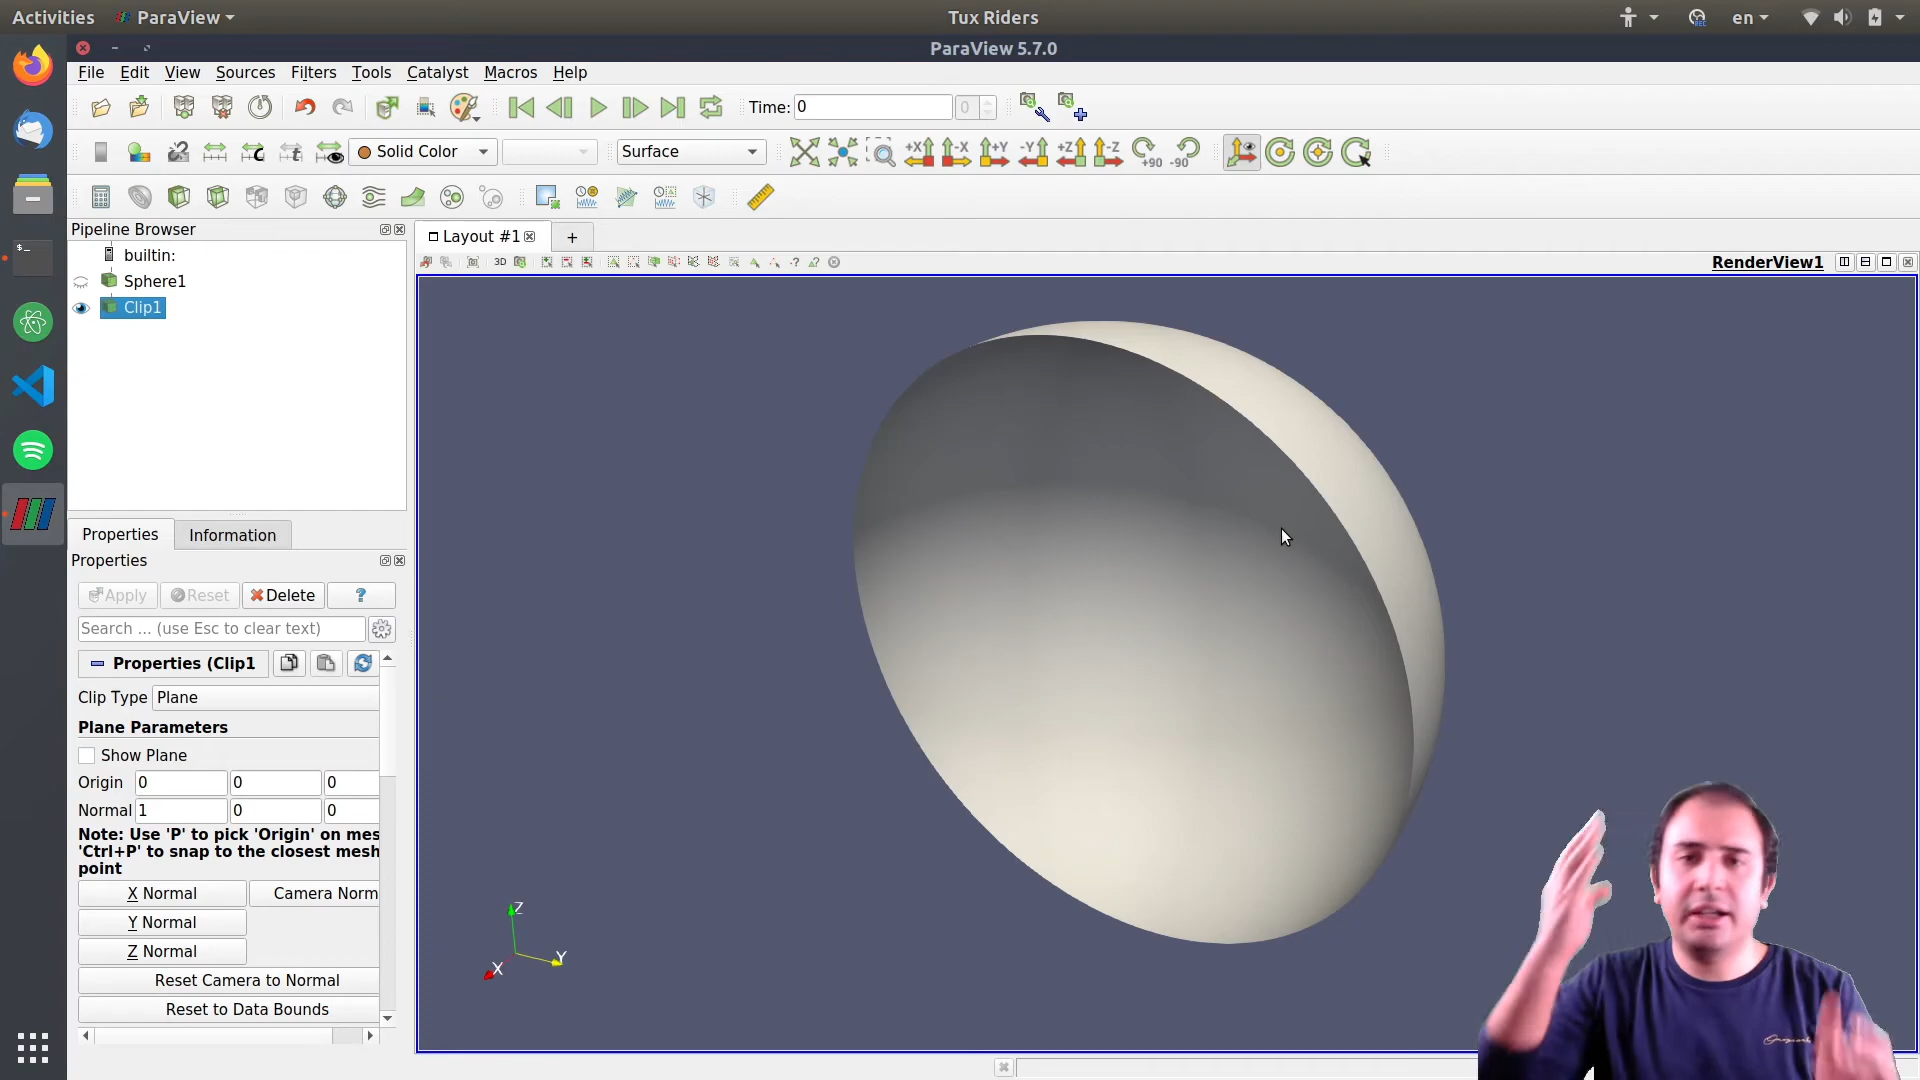 Activities ParaView Tux Riders en
ParaView 5.7.0
File Edit View Sources Filters Tools Catalyst Macros Help
Time: 0 0
Solid Color Surface +X -X +Y -Y +Z -Z +90 -90
Pipeline Browser
Layout #1 +
builtin:
3D RenderView1
Sphere1
Clip1
Properties Information
Properties
Apply Reset Delete ?
Search ... (use Esc to clear text)
Properties (Clip1
Clip Type Plane
Plane Parameters
Show Plane
Origin 0 0 0
Normal 1 0 0
Note: Use 'P' to pick 'Origin' on mes
'Ctrl+P' to snap to the closest mesh
point
X Normal Camera Norm
Y Normal
Z Normal
Reset Camera to Normal
Reset to Data Bounds
Z
Y
X